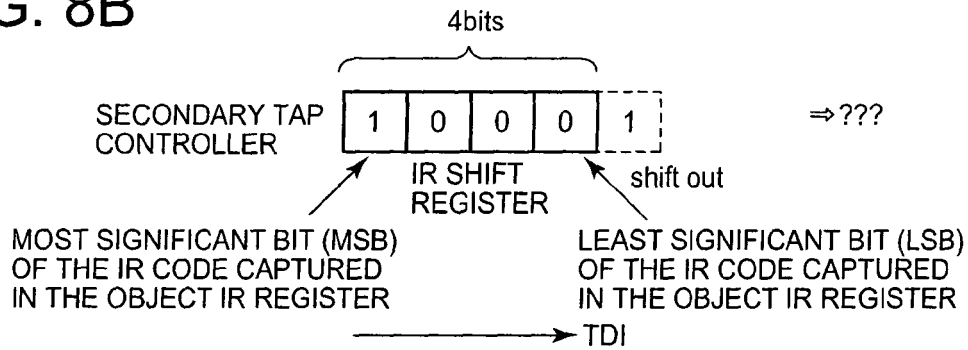 G. 8B
4bits
SECONDARY TAP CONTROLLER
1 0 0 0 1
⇒???
IR SHIFT REGISTER
shift out
MOST SIGNIFICANT BIT (MSB)
OF THE IR CODE CAPTURED
IN THE OBJECT IR REGISTER
LEAST SIGNIFICANT BIT (LSB)
OF THE IR CODE CAPTURED
IN THE OBJECT IR REGISTER
TDI